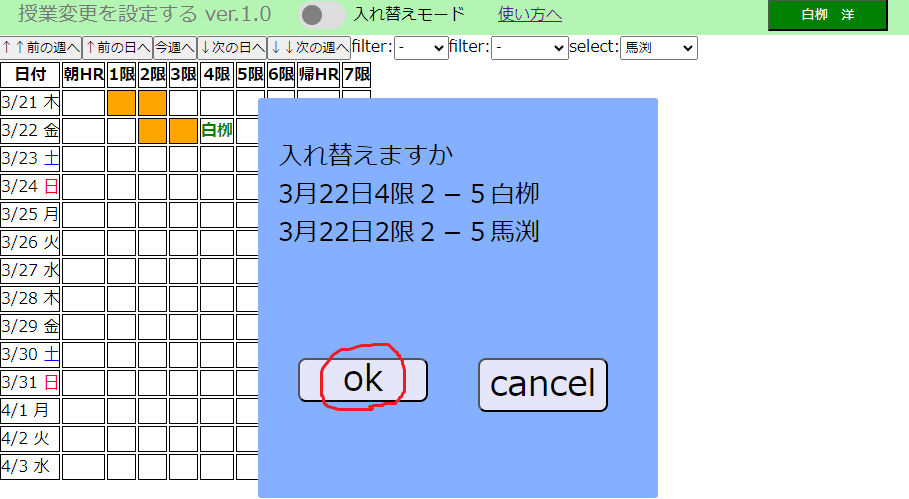 授業変更を設定する ver.1.0 入れ替えモード 使い方へ 白栁　洋
↑↑前の週へ ↑前の日へ 今週へ ↓次の日へ ↓↓次の週へ filter: - filter: - select: 馬渕
日付 朝HR 1限 2限 3限 4限 5限 6限 帰HR 7限
3/21 木
3/22 金 白栁
3/23 土
3/24 日
3/25 月
3/26 火
3/27 水
3/28 木
3/29 金
3/30 土
3/31 日
4/1 月
4/2 火
4/3 水
入れ替えますか
3月22日4限２－５白栁
3月22日2限２－５馬渕
ok cancel